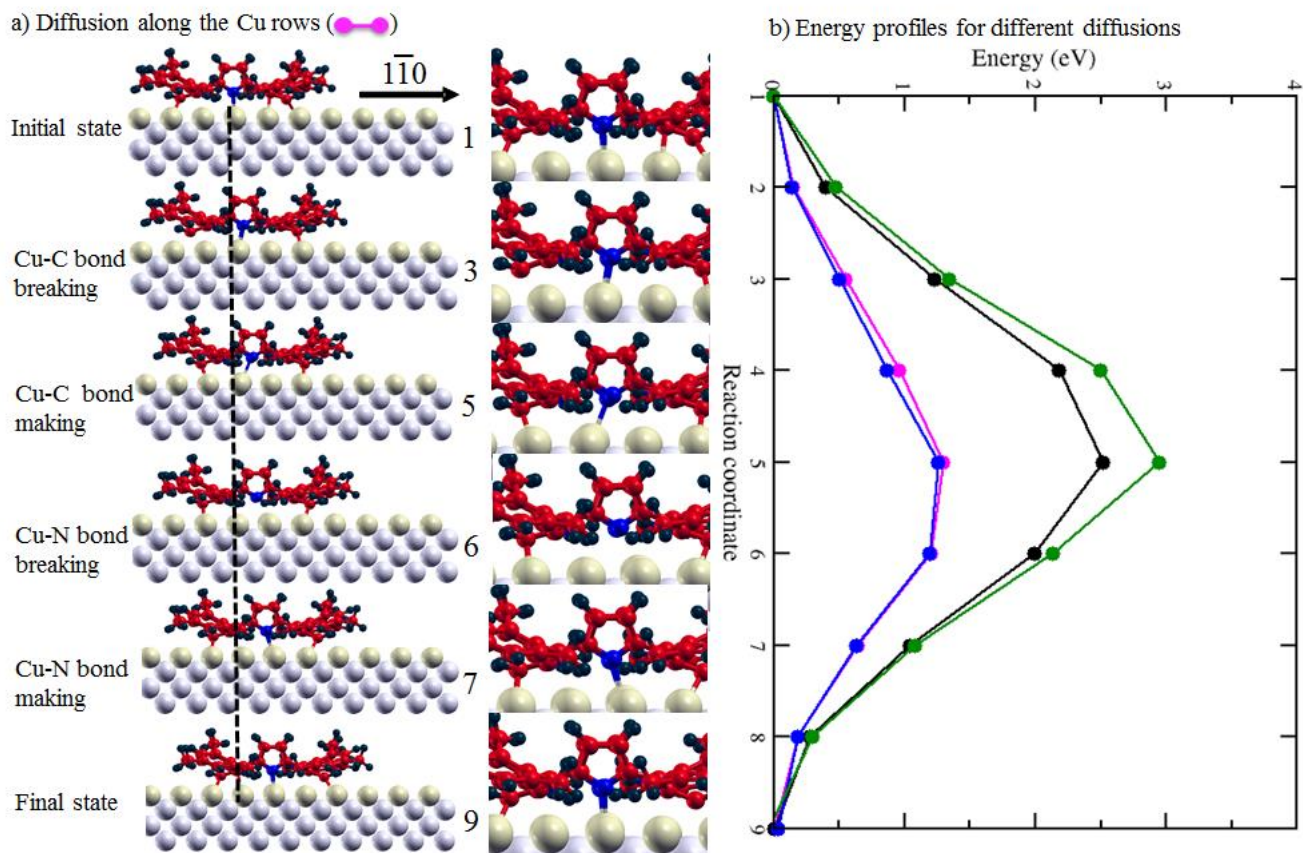 a) Diffusion along the Cu rows ( )
b) Energy profiles for different diffusions
110
Initial state
1
Cu-C bond
breaking
3
Cu-C bond
making
5
Cu-N bond
breaking
6
Cu-N bond
making
7
Final state
9
Energy (eV)
0 1 2 3 4
Reaction coordinate
1
2
3
4
5
6
7
8
9